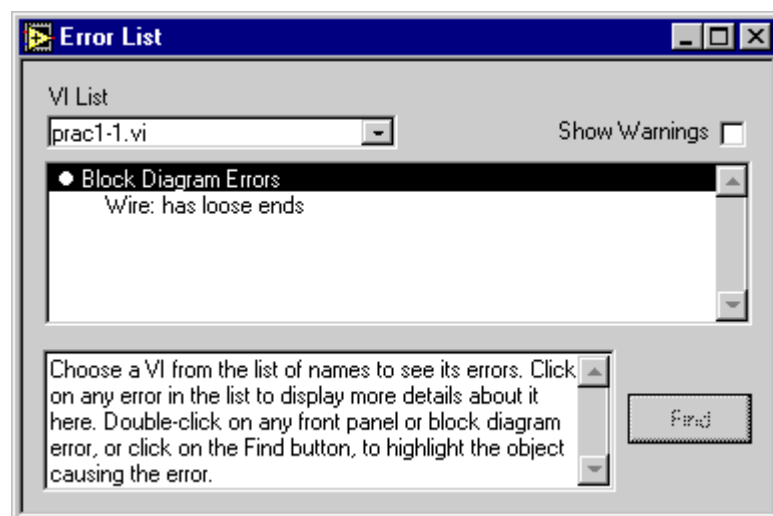 Error List
VI List
prac1-1.vi
Show Warnings
Block Diagram Errors
Wire: has loose ends
Choose a VI from the list of names to see its errors. Click
on any error in the list to display more details about it
here. Double-click on any front panel or block diagram
error, or click on the Find button, to highlight the object
causing the error.
Find